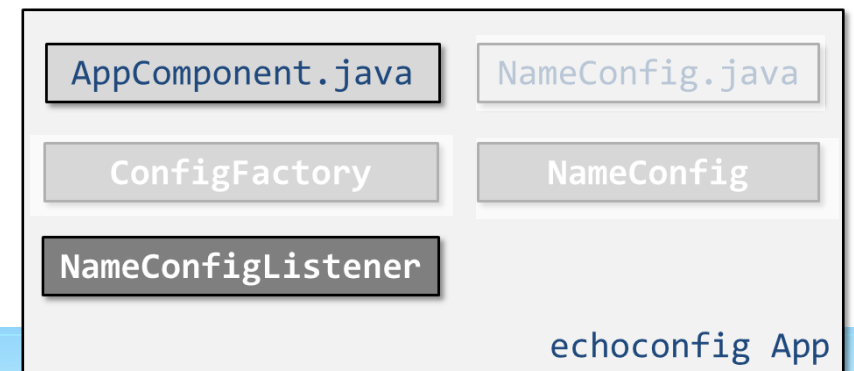 AppComponent.java
NameConfig.java
ConfigFactory
NameConfig
NameConfigListener
echoconfig App